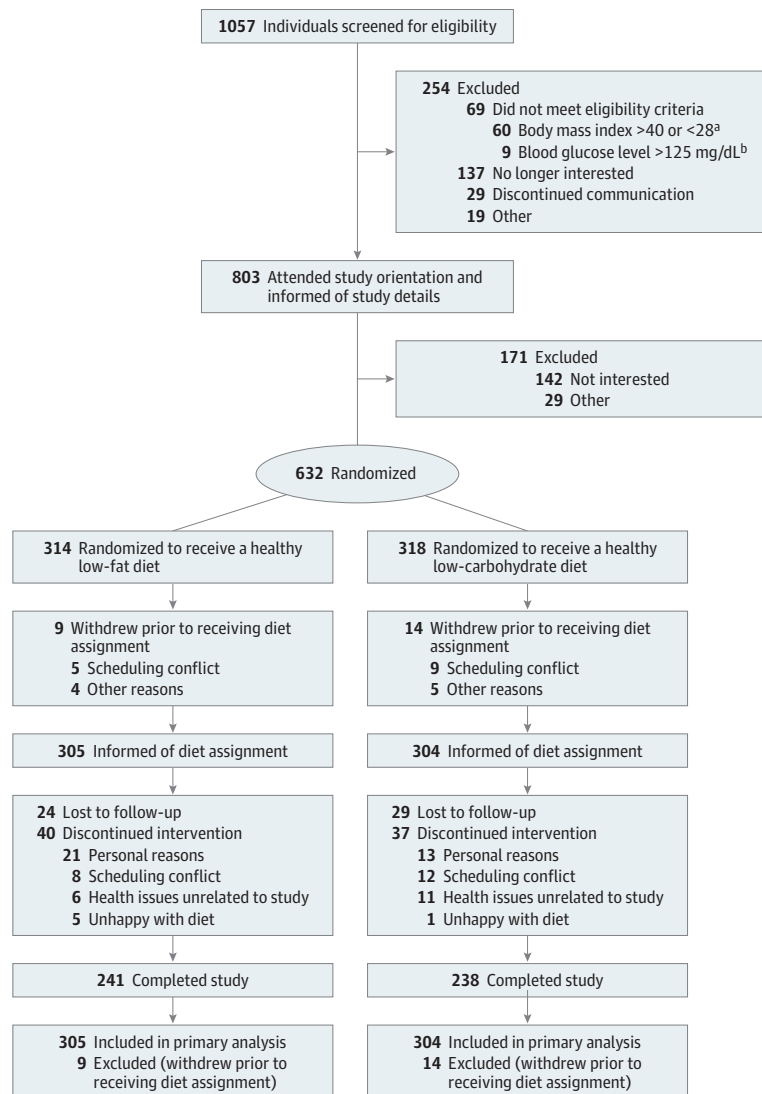 1057 Individuals screened for eligibility
254 Excluded
69 Did not meet eligibility criteria
60 Body mass index >40 or <28a
9 Blood glucose level >125 mg/dLb
137 No longer interested
29 Discontinued communication
19 Other
803 Attended study orientation and
informed of study details
171 Excluded
142 Not interested
29 Other
632 Randomized
314 Randomized to receive a healthy
low-fat diet
9 Withdrew prior to receiving diet
assignment
5 Scheduling conflict
4 Other reasons
305 Informed of diet assignment
24 Lost to follow-up
40 Discontinued intervention
21 Personal reasons
8 Scheduling conflict
6 Health issues unrelated to study
5 Unhappy with diet
241 Completed study
305 Included in primary analysis
9 Excluded (withdrew prior to
receiving diet assignment)
318 Randomized to receive a healthy
low-carbohydrate diet
14 Withdrew prior to receiving diet
assignment
9 Scheduling conflict
5 Other reasons
304 Informed of diet assignment
29 Lost to follow-up
37 Discontinued intervention
13 Personal reasons
12 Scheduling conflict
11 Health issues unrelated to study
1 Unhappy with diet
238 Completed study
304 Included in primary analysis
14 Excluded (withdrew prior to
receiving diet assignment)